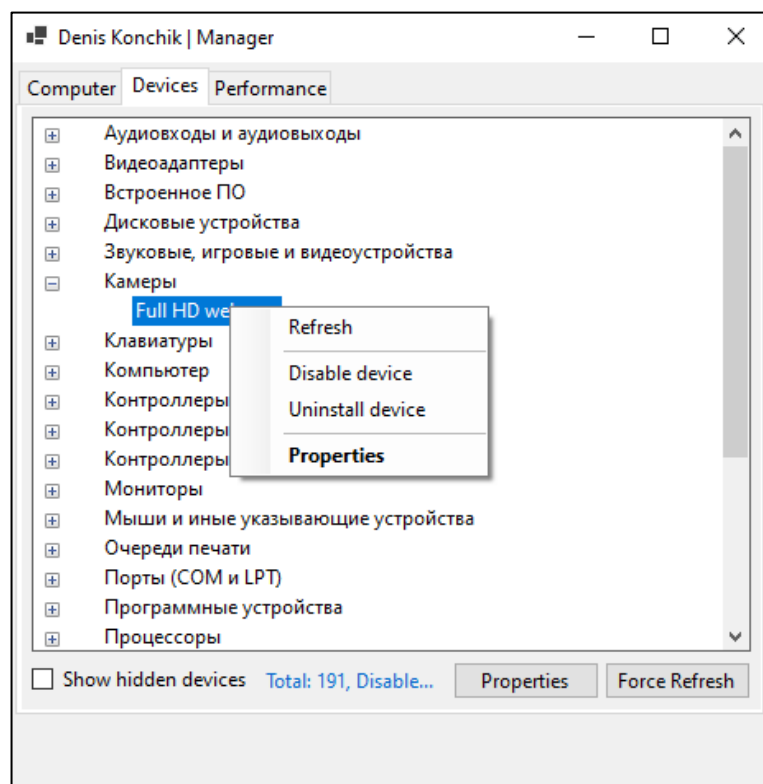 Denis Konchik | Manager
Computer Devices Performance
Аудиовходы и аудиовыходы
Видеоадаптеры
Встроенное ПО
Дисковые устройства
Звуковые, игровые и видеоустройства
Камеры
Full HD
Refresh
Клавиатуры
Компьютер
Disable device
Контроллеры
Uninstall device
Контроллеры
Контроллеры
Properties
Мониторы
Мыши и иные указывающие устройства
Очереди печати
Порты (COM и LPT)
Программные устройства
Процессоры
Show hidden devices Total: 191, Disable... Properties Force Refresh